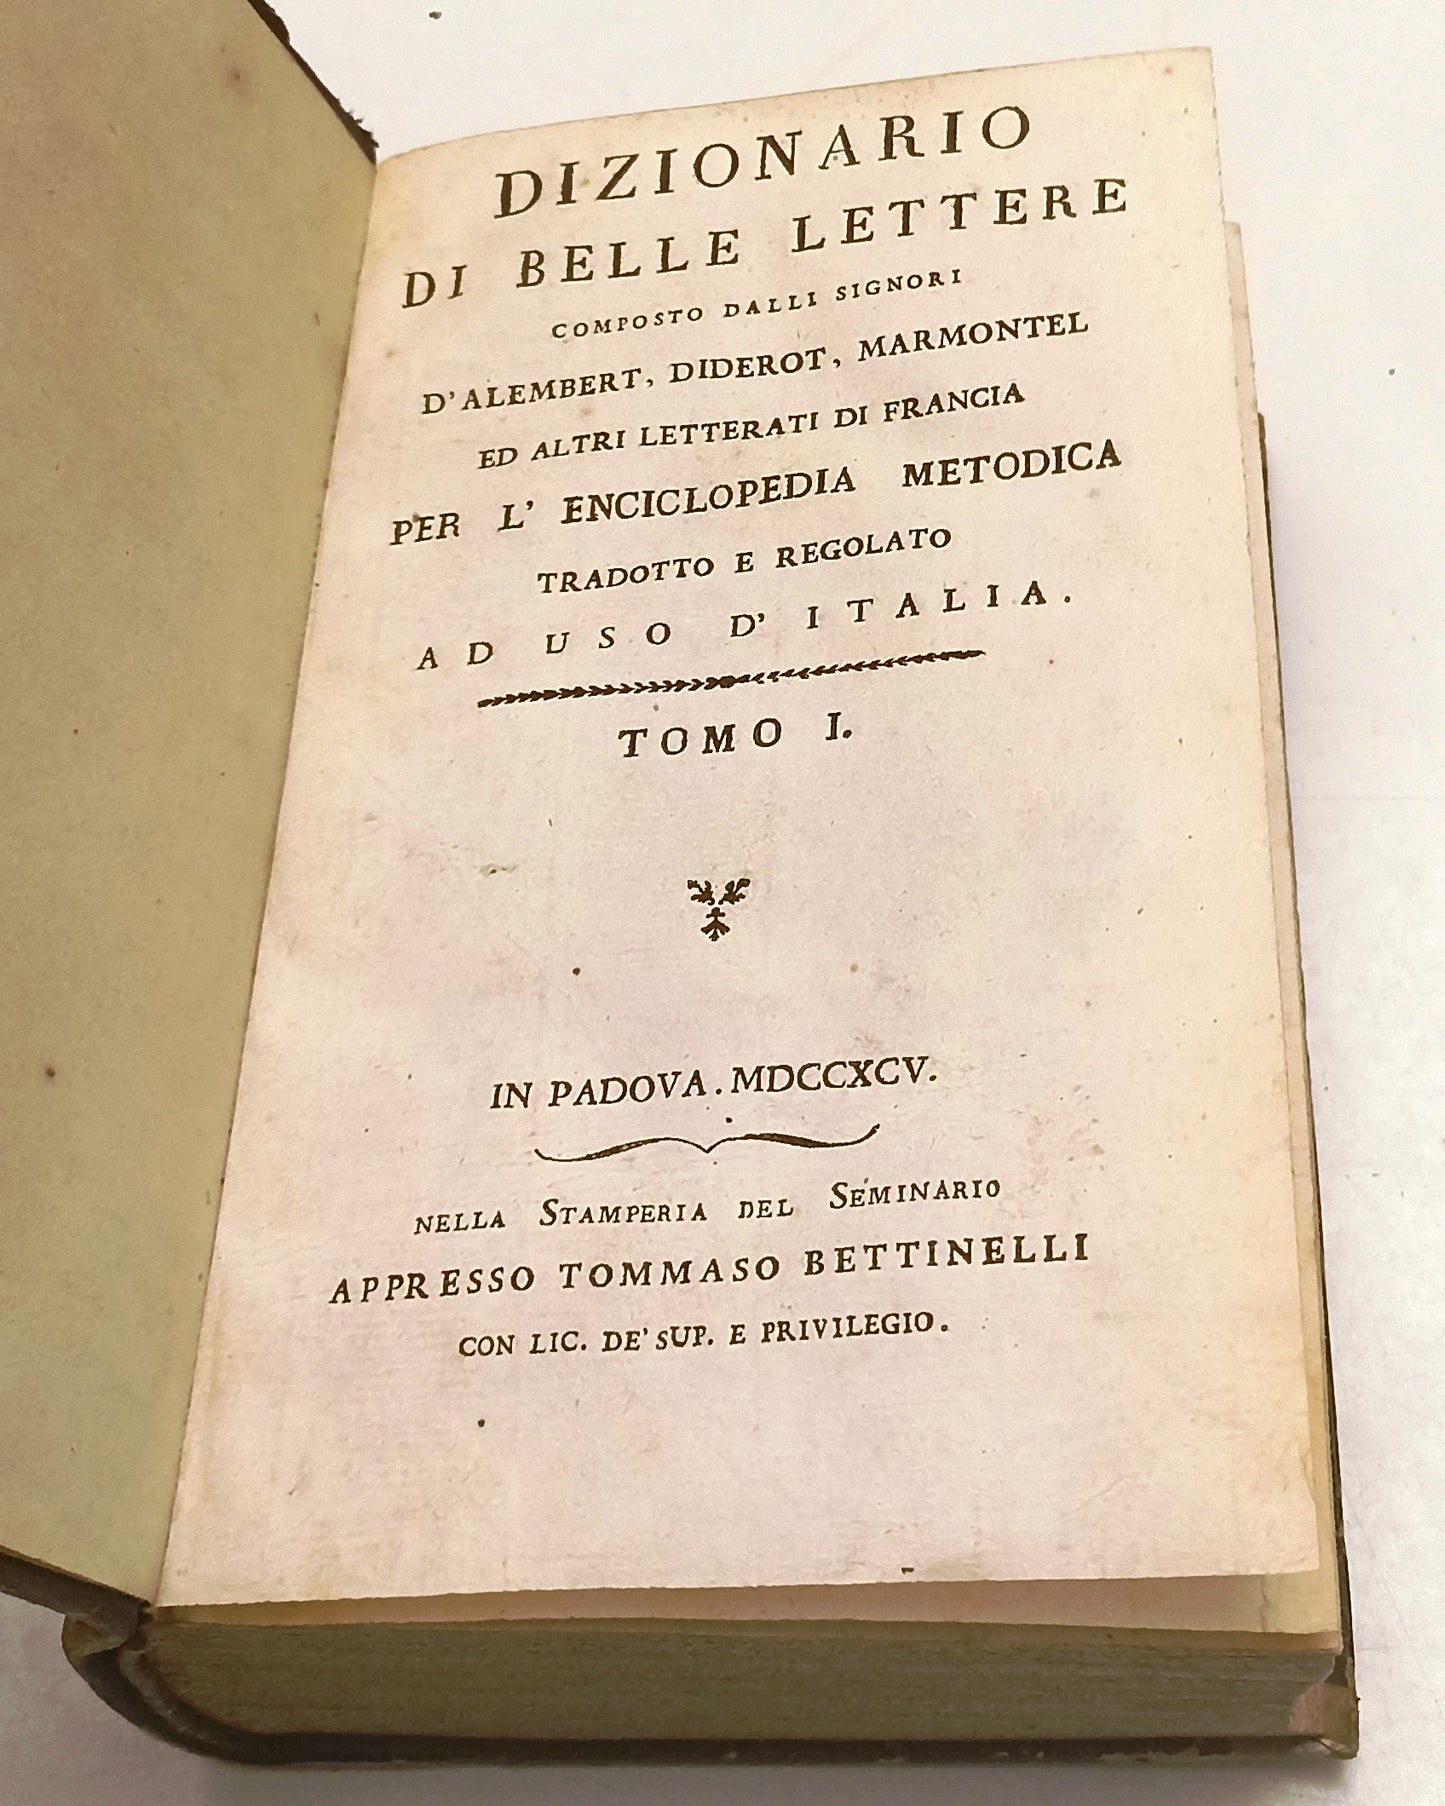 DIZIONARIO
DI BELLE LETTERE
COMPOSTO DALLI SIGNORI
D'ALEMBERT, DIDEROT, MARMONTEL
ED ALTRI LETTERATI DI FRANCIA
PER L' ENCICLOPEDIA METODICA
TRADOTTO E REGOLATO
AD USO D' ITALIA.
TOMO I.
IN PADOVA. MDCCXCV.
NELLA STAMPERIA DEL SEMINARIO
APPRESSO TOMMASO BETTINELLI
CON LIC. DE' SUP. E PRIVILEGIO.